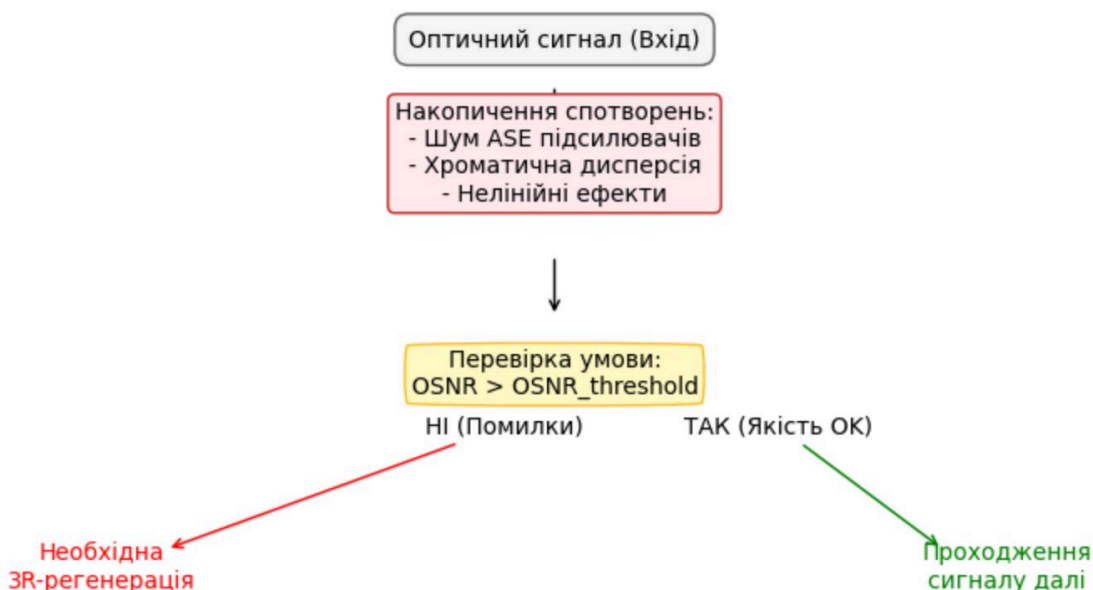 Оптичний сигнал (Вхід)
Накопичення спотворень:
- Шум ASE підсилювачів
- Хроматична дисперсія
- Нелінійні ефекти
Перевірка умови:
OSNR > OSNR_threshold
НІ (Помилки)
ТАК (Якість OK)
Необхідна
3R-регенерація
Проходження
сигналу далі